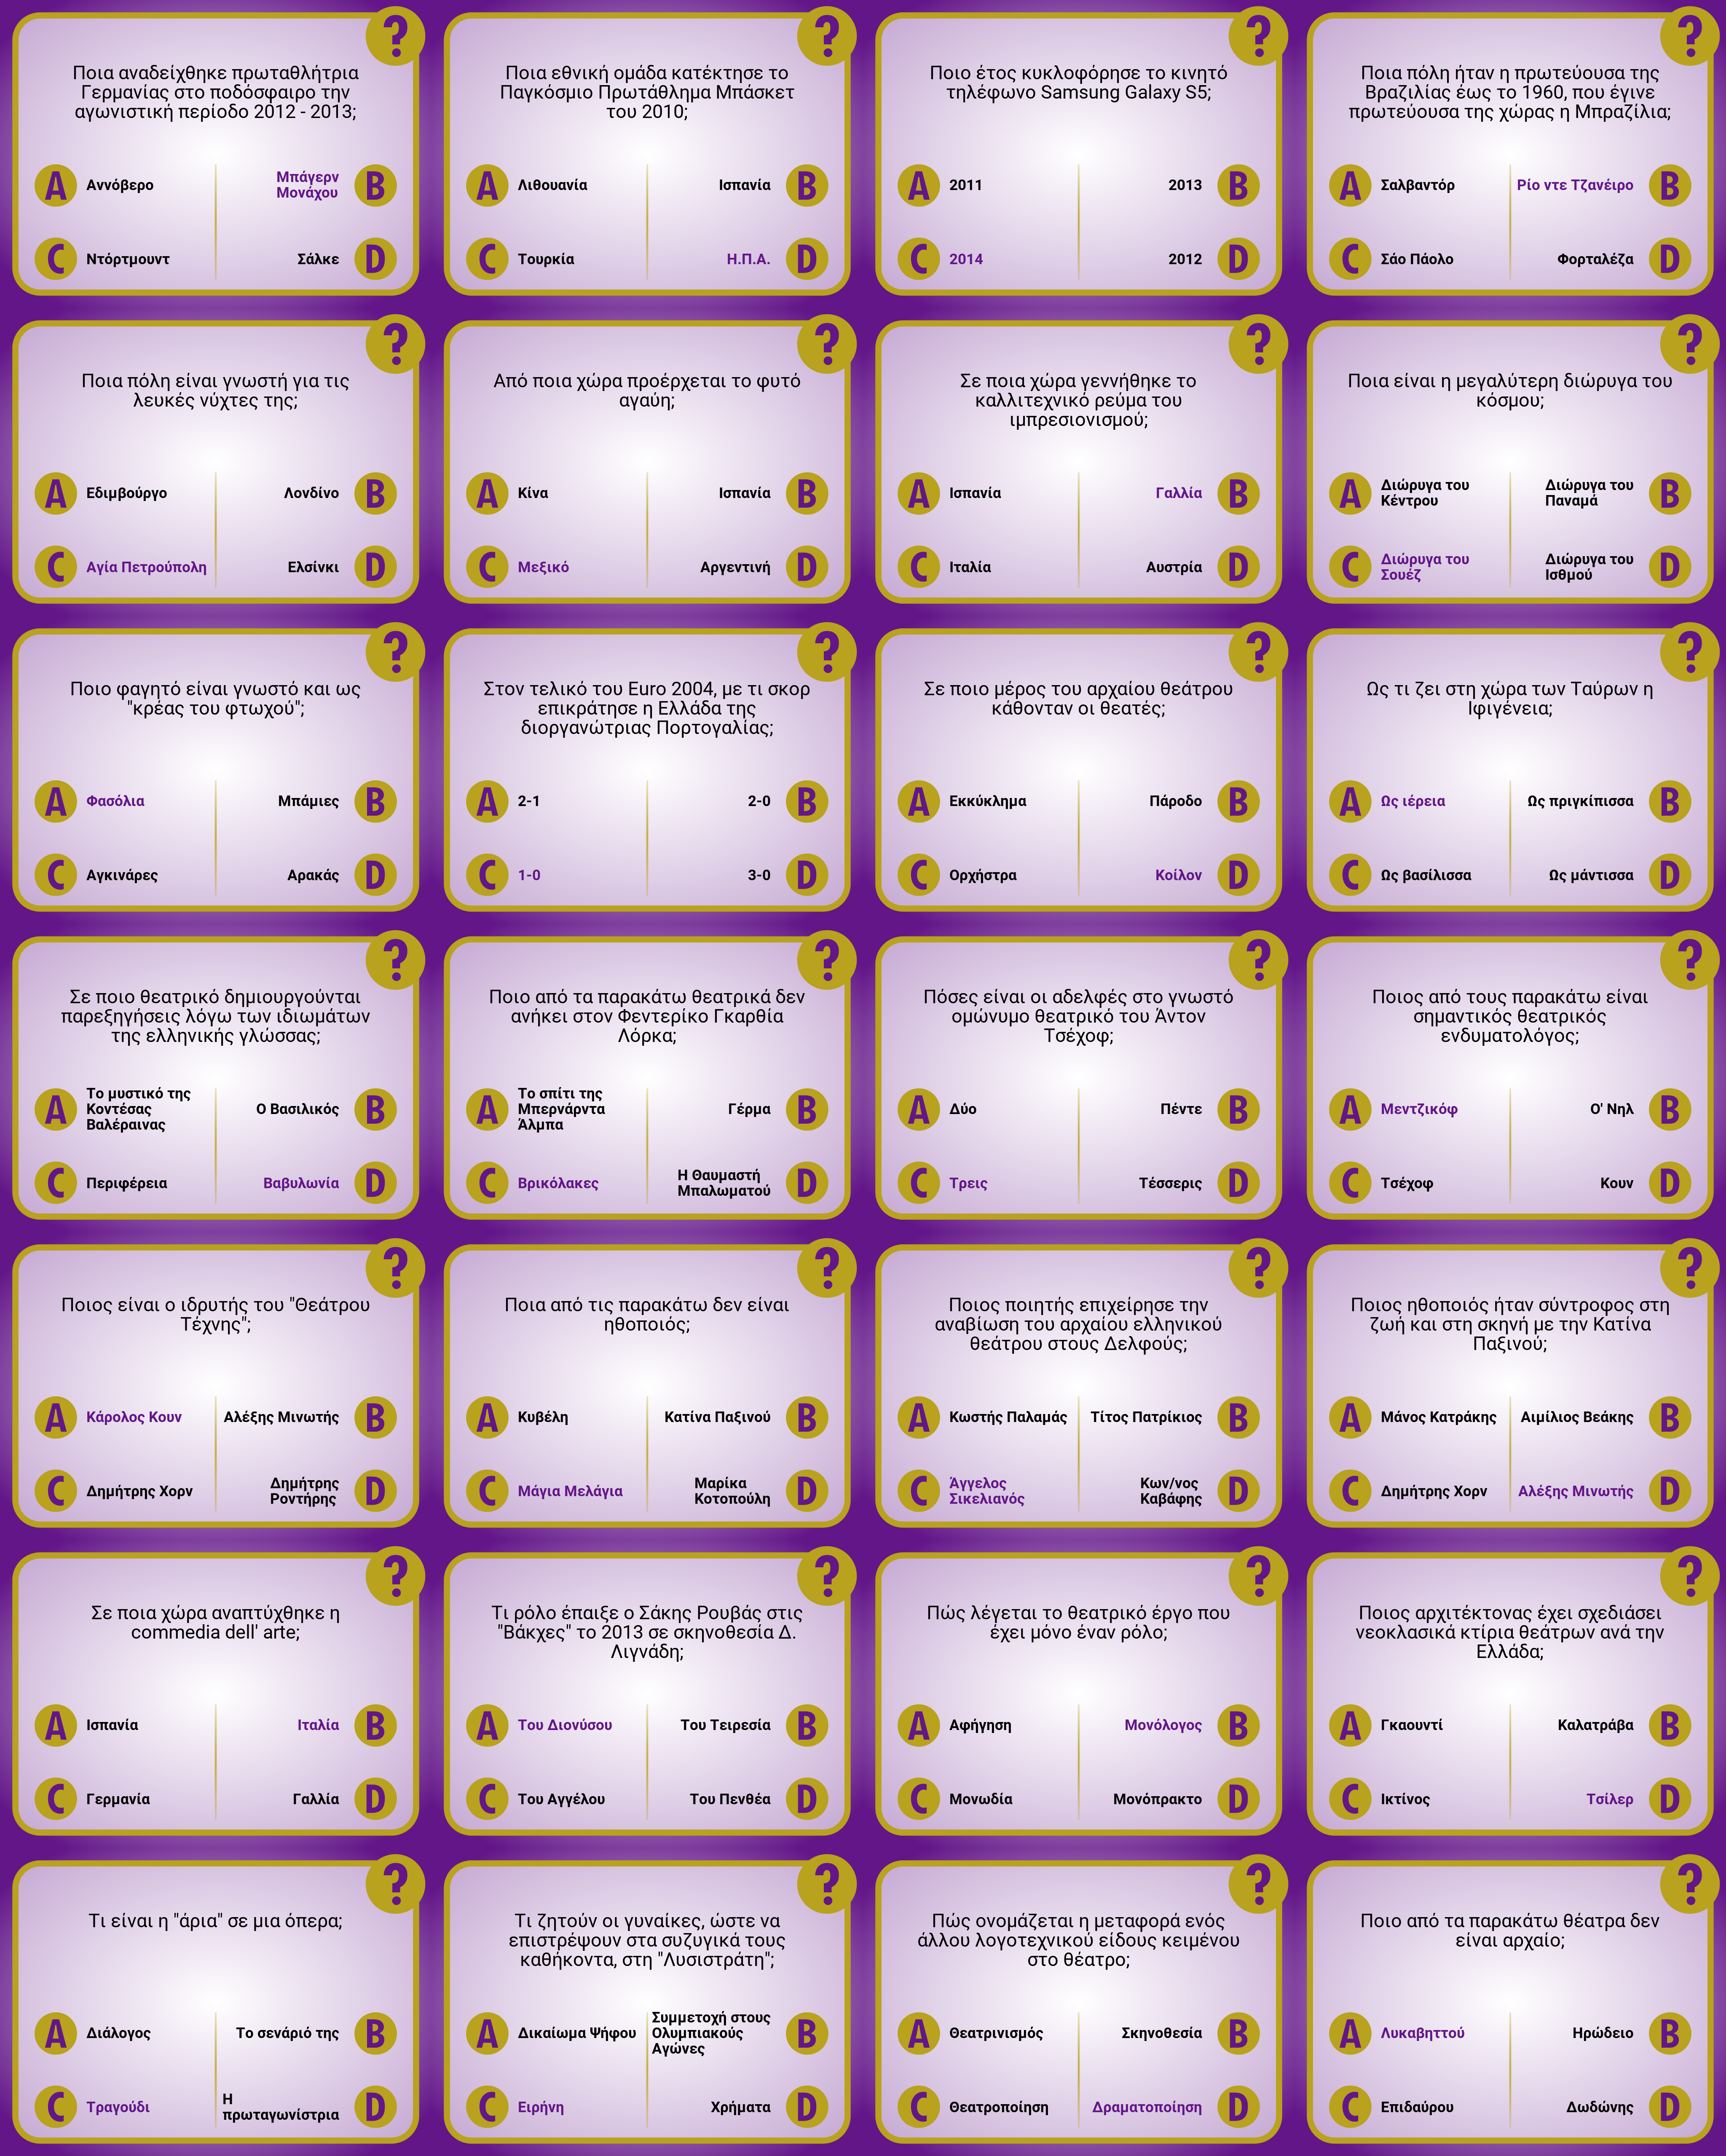 ?
Ποια αναδείχθηκε πρωταθλήτρια
Γερμανίας στο ποδόσφαιρο την
αγωνιστική περίοδο 2012 - 2013;
A Αννόβερο
Μπάγερν
Μονάχου B
C Ντόρτμουντ
Σάλκε D
?
Ποια εθνική ομάδα κατέκτησε το
Παγκόσμιο Πρωτάθλημα Μπάσκετ
του 2010;
A Λιθουανία
Ισπανία B
C Τουρκία
Η.Π.Α. D
?
Ποιο έτος κυκλοφόρησε το κινητό
τηλέφωνο Samsung Galaxy S5;
A 2011
2013 B
C 2014
2012 D
?
Ποια πόλη ήταν η πρωτεύουσα της
Βραζιλίας έως το 1960, που έγινε
πρωτεύουσα της χώρας η Μπραζίλια;
A Σαλβαντόρ
Ρίο ντε Τζανέιρο B
C Σάο Πάολο
Φορταλέζα D
?
Ποια πόλη είναι γνωστή για τις
λευκές νύχτες της;
A Εδιμβούργο
Λονδίνο B
C Αγία Πετρούπολη
Ελσίνκι D
?
Από ποια χώρα προέρχεται το φυτό
αγαύη;
A Κίνα
Ισπανία B
C Μεξικό
Αργεντινή D
?
Σε ποια χώρα γεννήθηκε το
καλλιτεχνικό ρεύμα του
ιμπρεσιονισμού;
A Ισπανία
Γαλλία B
C Ιταλία
Αυστρία D
?
Ποια είναι η μεγαλύτερη διώρυγα του
κόσμου;
A Διώρυγα του
Κέντρου
Διώρυγα του
Παναμά B
C Διώρυγα του
Σουέζ
Διώρυγα του
Ισθμού D
?
Ποιο φαγητό είναι γνωστό και ως
"κρέας του φτωχού";
A Φασόλια
Μπάμιες B
C Αγκινάρες
Αρακάς D
?
Στον τελικό του Euro 2004, με τι σκορ
επικράτησε η Ελλάδα της
διοργανώτριας Πορτογαλίας;
A 2-1
2-0 B
C 1-0
3-0 D
?
Σε ποιο μέρος του αρχαίου θεάτρου
κάθονταν οι θεατές;
A Εκκύκλημα
Πάροδο B
C Ορχήστρα
Κοίλον D
?
Ως τι ζει στη χώρα των Ταύρων η
Ιφιγένεια;
A Ως ιέρεια
Ως πριγκίπισσα B
C Ως βασίλισσα
Ως μάντισσα D
?
Σε ποιο θεατρικό δημιουργούνται
παρεξηγήσεις λόγω των ιδιωμάτων
της ελληνικής γλώσσας;
A Το μυστικό της
Κοντέσας
Βαλέραινας
Ο Βασιλικός B
C Περιφέρεια
Βαβυλωνία D
?
Ποιο από τα παρακάτω θεατρικά δεν
ανήκει στον Φεντερίκο Γκαρθία
Λόρκα;
A Το σπίτι της
Μπερνάρντα
Άλμπα
Γέρμα B
C Βρικόλακες
Η Θαυμαστή
Μπαλωματού D
?
Πόσες είναι οι αδελφές στο γνωστό
ομώνυμο θεατρικό του Άντον
Τσέχοφ;
A Δύο
Πέντε B
C Τρεις
Τέσσερις D
?
Ποιος από τους παρακάτω είναι
σημαντικός θεατρικός
ενδυματολόγος;
A Μεντζικόφ
Ο' Νηλ B
C Τσέχοφ
Κουν D
?
Ποιος είναι ο ιδρυτής του "Θεάτρου
Τέχνης";
A Κάρολος Κουν
Αλέξης Μινωτής B
C Δημήτρης Χορν
Δημήτρης
Ροντήρης D
?
Ποια από τις παρακάτω δεν είναι
ηθοποιός;
A Κυβέλη
Κατίνα Παξινού B
C Μάγια Μελάγια
Μαρίκα
Κοτοπούλη D
?
Ποιος ποιητής επιχείρησε την
αναβίωση του αρχαίου ελληνικού
θεάτρου στους Δελφούς;
A Κωστής Παλαμάς
Τίτος Πατρίκιος B
C Άγγελος
Σικελιανός
Κων/νος
Καβάφης D
?
Ποιος ηθοποιός ήταν σύντροφος στη
ζωή και στη σκηνή με την Κατίνα
Παξινού;
A Μάνος Κατράκης
Αιμίλιος Βεάκης B
C Δημήτρης Χορν
Αλέξης Μινωτής D
?
Σε ποια χώρα αναπτύχθηκε η
commedia dell' arte;
A Ισπανία
Ιταλία B
C Γερμανία
Γαλλία D
?
Τι ρόλο έπαιξε ο Σάκης Ρουβάς στις
"Βάκχες" το 2013 σε σκηνοθεσία Δ.
Λιγνάδη;
A Του Διονύσου
Του Τειρεσία B
C Του Αγγέλου
Του Πενθέα D
?
Πώς λέγεται το θεατρικό έργο που
έχει μόνο έναν ρόλο;
A Αφήγηση
Μονόλογος B
C Μονωδία
Μονόπρακτο D
?
Ποιος αρχιτέκτονας έχει σχεδιάσει
νεοκλασικά κτίρια θεάτρων ανά την
Ελλάδα;
A Γκαουντί
Καλατράβα B
C Ικτίνος
Τσίλερ D
?
Τι είναι η "άρια" σε μια όπερα;
A Διάλογος
Το σενάριό της B
C Τραγούδι
Η
πρωταγωνίστρια D
?
Τι ζητούν οι γυναίκες, ώστε να
επιστρέψουν στα συζυγικά τους
καθήκοντα, στη "Λυσιστράτη";
A Δικαίωμα Ψήφου
Συμμετοχή στους
Ολυμπιακούς
Αγώνες B
C Ειρήνη
Χρήματα D
?
Πώς ονομάζεται η μεταφορά ενός
άλλου λογοτεχνικού είδους κειμένου
στο θέατρο;
A Θεατρινισμός
Σκηνοθεσία B
C Θεατροποίηση
Δραματοποίηση D
?
Ποιο από τα παρακάτω θέατρα δεν
είναι αρχαίο;
A Λυκαβηττού
Ηρώδειο B
C Επιδαύρου
Δωδώνης D